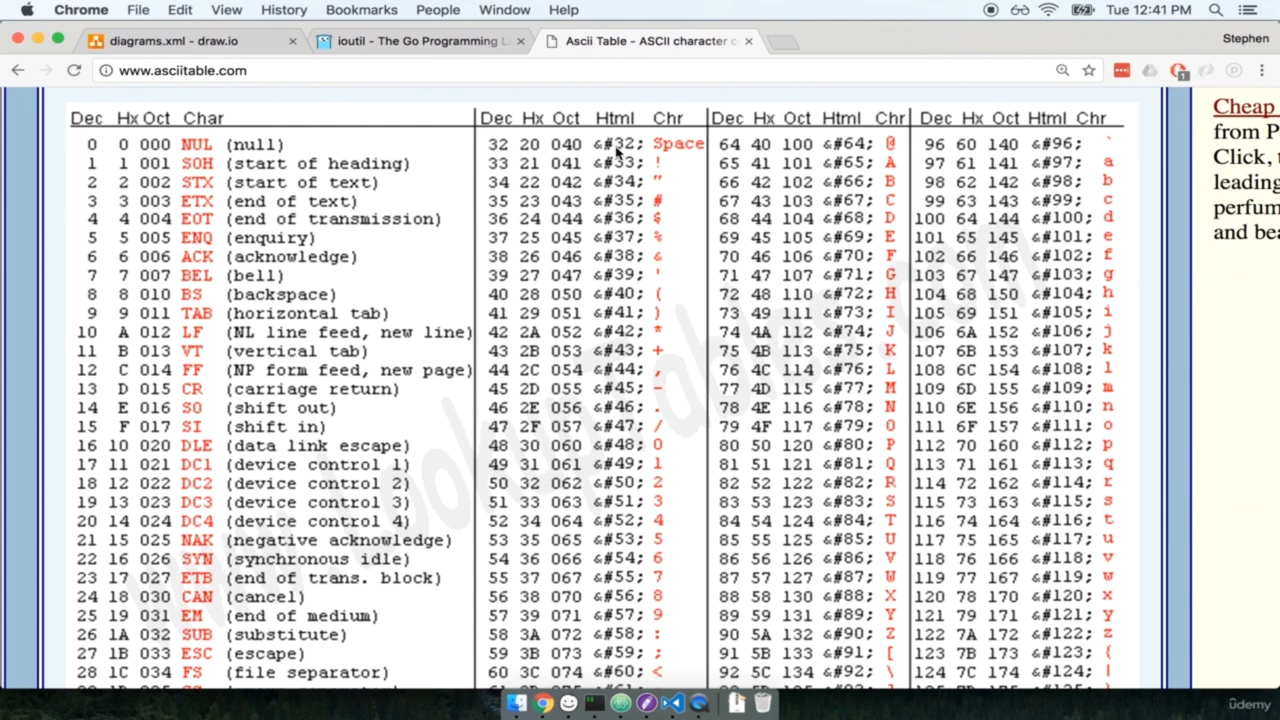 Chrome File Edit View History Bookmarks People Window Help Tue 12:41 PM
diagrams.xml - draw.io ioutil - The Go Programming L Ascii Table - ASCII character c Stephen
www.asciitable.com
Dec Hx Oct Char Dec Hx Oct Html Chr Dec Hx Oct Html Chr Dec Hx Oct Html Chr
0 0 000 NUL (null) 32 20 040 &#32; Space 64 40 100 &#64; @ 96 60 140 &#96; `
1 1 001 SOH (start of heading) 33 21 041 &#33; ! 65 41 101 &#65; A 97 61 141 &#97; a
2 2 002 STX (start of text) 34 22 042 &#34; " 66 42 102 &#66; B 98 62 142 &#98; b
3 3 003 ETX (end of text) 35 23 043 &#35; # 67 43 103 &#67; C 99 63 143 &#99; c
4 4 004 EOT (end of transmission) 36 24 044 &#36; $ 68 44 104 &#68; D 100 64 144 &#100; d
5 5 005 ENQ (enquiry) 37 25 045 &#37; % 69 45 105 &#69; E 101 65 145 &#101; e
6 6 006 ACK (acknowledge) 38 26 046 &#38; & 70 46 106 &#70; F 102 66 146 &#102; f
7 7 007 BEL (bell) 39 27 047 &#39; ' 71 47 107 &#71; G 103 67 147 &#103; g
8 8 010 BS (backspace) 40 28 050 &#40; ( 72 48 110 &#72; H 104 68 150 &#104; h
9 9 011 TAB (horizontal tab) 41 29 051 &#41; ) 73 49 111 &#73; I 105 69 151 &#105; i
10 A 012 LF (NL line feed, new line) 42 2A 052 &#42; * 74 4A 112 &#74; J 106 6A 152 &#106; j
11 B 013 VT (vertical tab) 43 2B 053 &#43; + 75 4B 113 &#75; K 107 6B 153 &#107; k
12 C 014 FF (NP form feed, new page) 44 2C 054 &#44; , 76 4C 114 &#76; L 108 6C 154 &#108; l
13 D 015 CR (carriage return) 45 2D 055 &#45; - 77 4D 115 &#77; M 109 6D 155 &#109; m
14 E 016 SO (shift out) 46 2E 056 &#46; . 78 4E 116 &#78; N 110 6E 156 &#110; n
15 F 017 SI (shift in) 47 2F 057 &#47; / 79 4F 117 &#79; O 111 6F 157 &#111; o
16 10 020 DLE (data link escape) 48 30 060 &#48; 0 80 50 120 &#80; P 112 70 160 &#112; p
17 11 021 DC1 (device control 1) 49 31 061 &#49; 1 81 51 121 &#81; Q 113 71 161 &#113; q
18 12 022 DC2 (device control 2) 50 32 062 &#50; 2 82 52 122 &#82; R 114 72 162 &#114; r
19 13 023 DC3 (device control 3) 51 33 063 &#51; 3 83 53 123 &#83; S 115 73 163 &#115; s
20 14 024 DC4 (device control 4) 52 34 064 &#52; 4 84 54 124 &#84; T 116 74 164 &#116; t
21 15 025 NAK (negative acknowledge) 53 35 065 &#53; 5 85 55 125 &#85; U 117 75 165 &#117; u
22 16 026 SYN (synchronous idle) 54 36 066 &#54; 6 86 56 126 &#86; V 118 76 166 &#118; v
23 17 027 ETB (end of trans. block) 55 37 067 &#55; 7 87 57 127 &#87; W 119 77 167 &#119; w
24 18 030 CAN (cancel) 56 38 070 &#56; 8 88 58 130 &#88; X 120 78 170 &#120; x
25 19 031 EM (end of medium) 57 39 071 &#57; 9 89 59 131 &#89; Y 121 79 171 &#121; y
26 1A 032 SUB (substitute) 58 3A 072 &#58; : 90 5A 132 &#90; Z 122 7A 172 &#122; z
27 1B 033 ESC (escape) 59 3B 073 &#59; ; 91 5B 133 &#91; [ 123 7B 173 &#123; {
28 1C 034 FS (file separator) 60 3C 074 &#60; < 92 5C 134 &#92; \ 124 7C 174 &#124; |
Cheap
from P
Click, t
leading
perfum
and bea
www.LookupTables.com
ûdemy